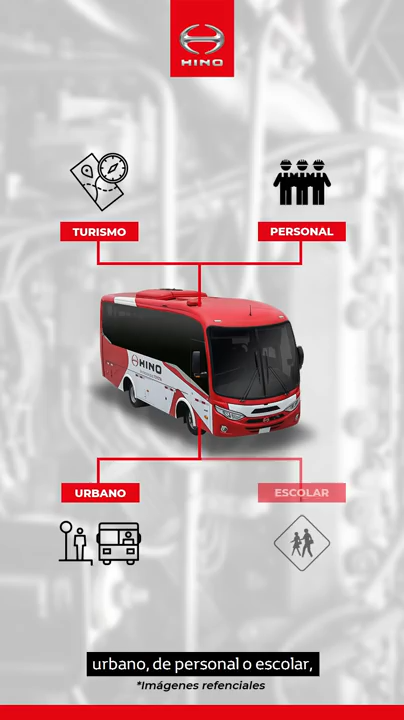 HINO
TURISMO
PERSONAL
HINO
URBANO
ESCOLAR
urbano, de personal o escolar,
*Imágenes refenciales